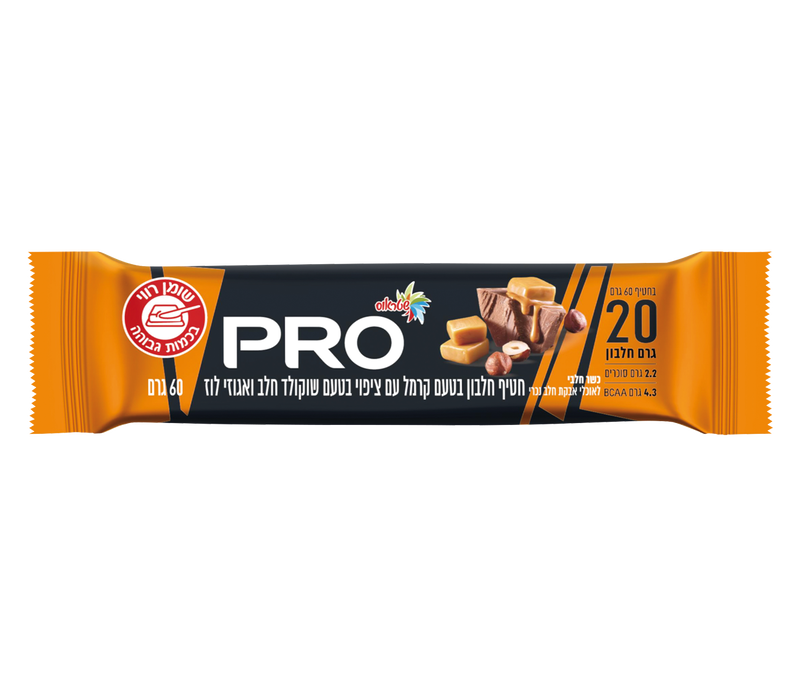 שומן רווי
בכמות גבוהה
שטראוס
PRO
חטיף חלבון בטעם קרמל עם ציפוי בטעם שוקולד חלב ואגוזי לוז
60 גרם
כשר חלבי
לאוכלי אבקת חלב נכרי
בחטיף 60 גרם
20
גרם חלבון
2.2 גרם סוכרים
4.3 גרם BCAA